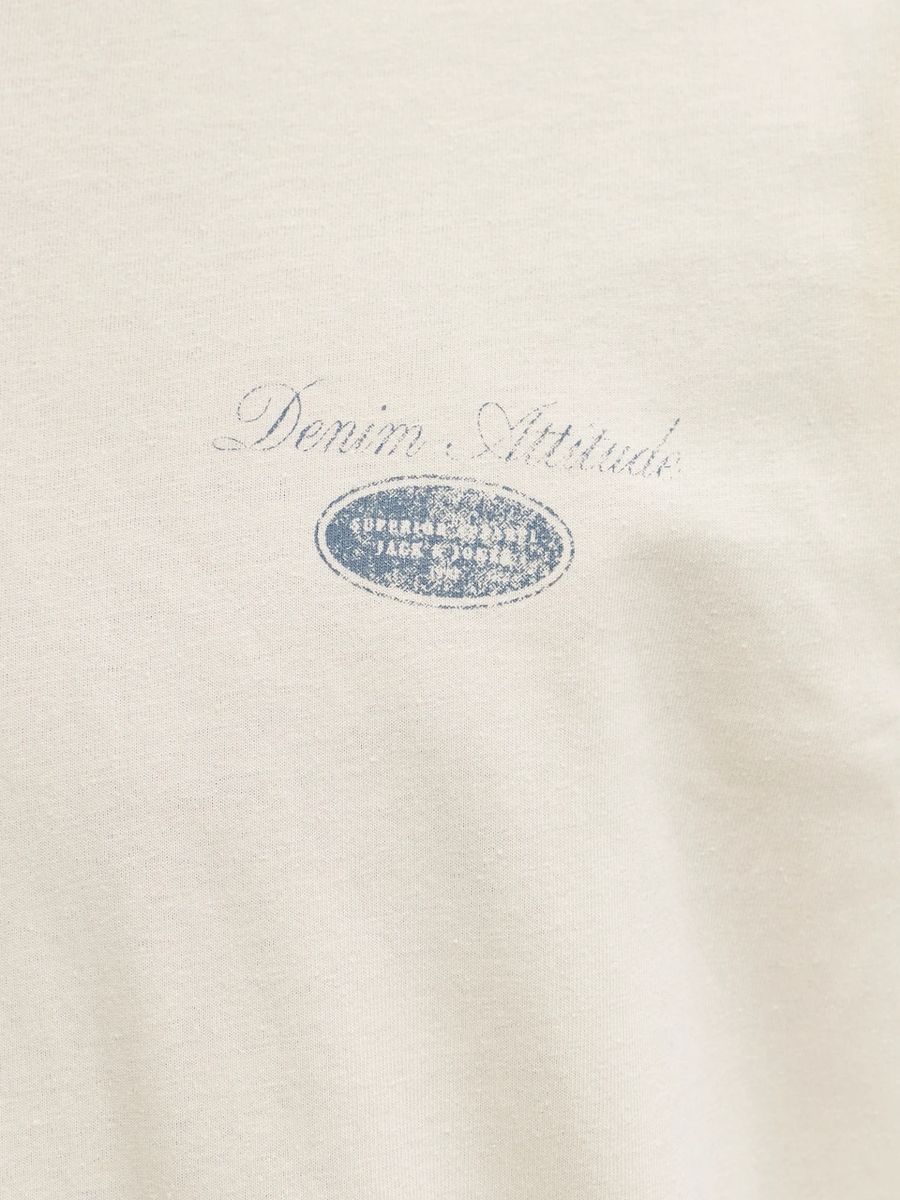 Denim Attitude
SUPERIOR
JACK & JONES